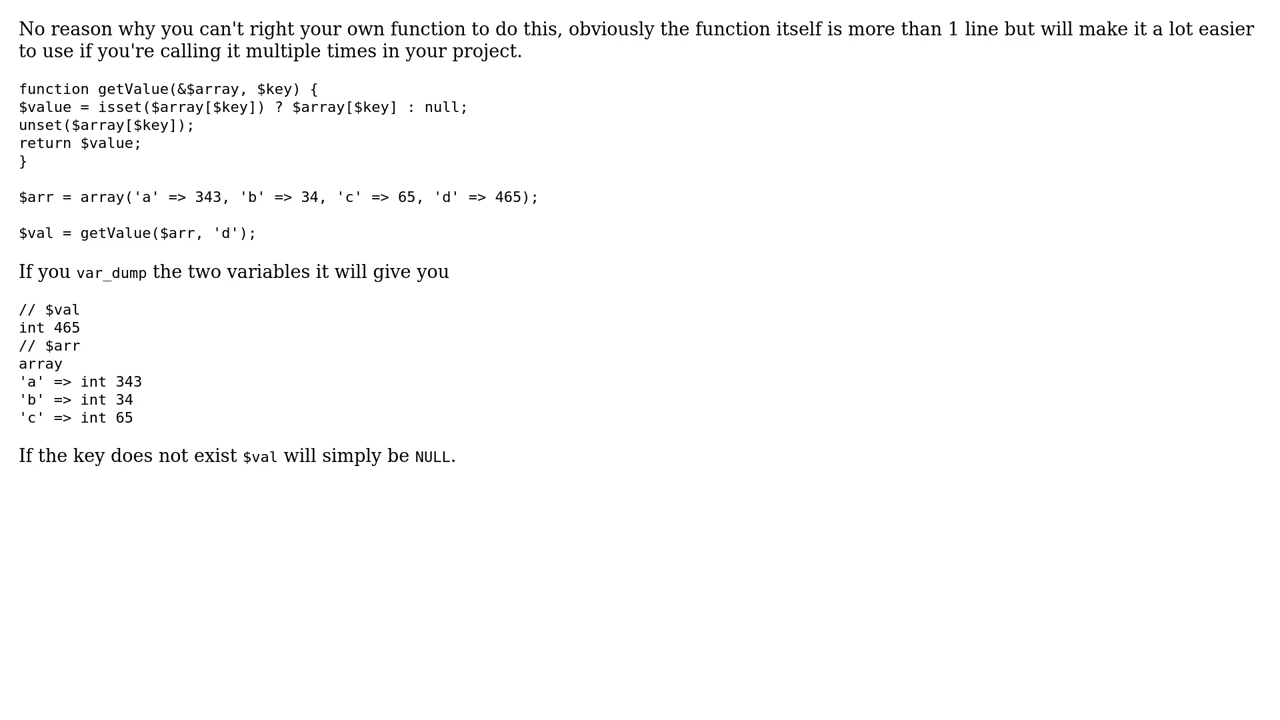 No reason why you can't right your own function to do this, obviously the function itself is more than 1 line but will make it a lot easier
to use if you're calling it multiple times in your project.
function getValue(&$array, $key) {
$value = isset($array[$key]) ? $array[$key] : null;
unset($array[$key]);
return $value;
}
$arr = array('a' => 343, 'b' => 34, 'c' => 65, 'd' => 465);
$val = getValue($arr, 'd');
If you var_dump the two variables it will give you
// $val
int 465
// $arr
array
'a' => int 343
'b' => int 34
'c' => int 65
If the key does not exist $val will simply be NULL.